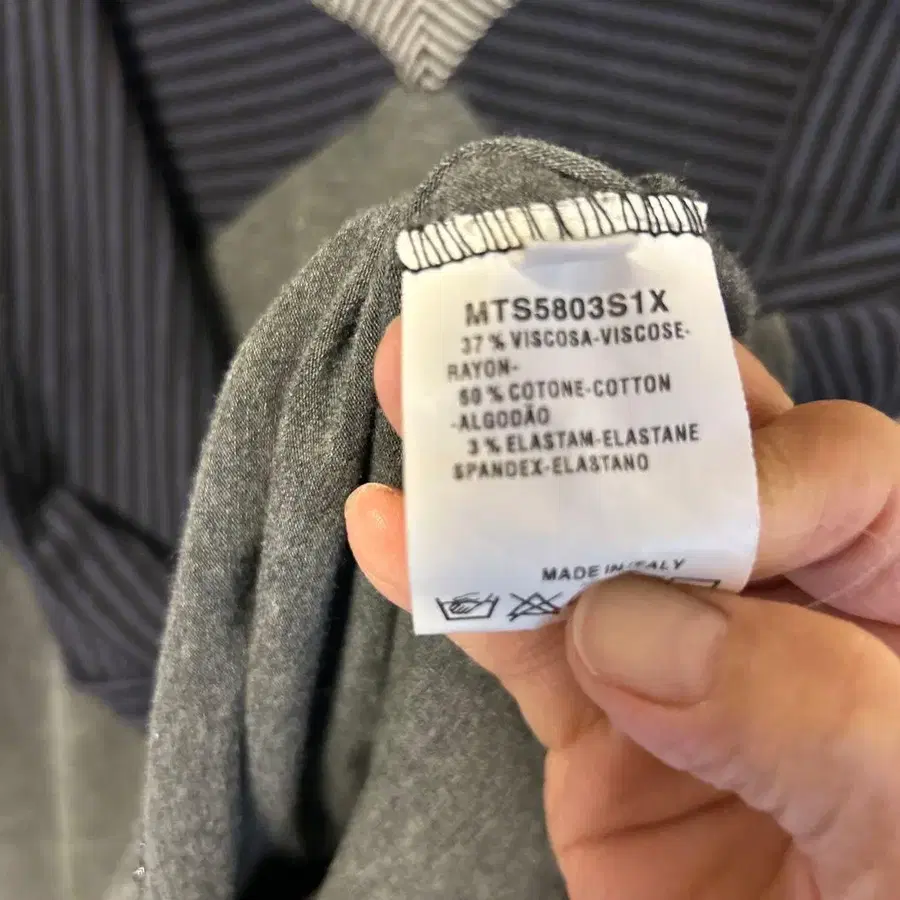 MTS5803S1X
37 % VISCOSA-VISCOSE-
RAYON-
60 % COTONE-COTTON
-ALGODÃO
3 % ELASTAM-ELASTANE
SPANDEX-ELASTANO
MADE IN ITALY